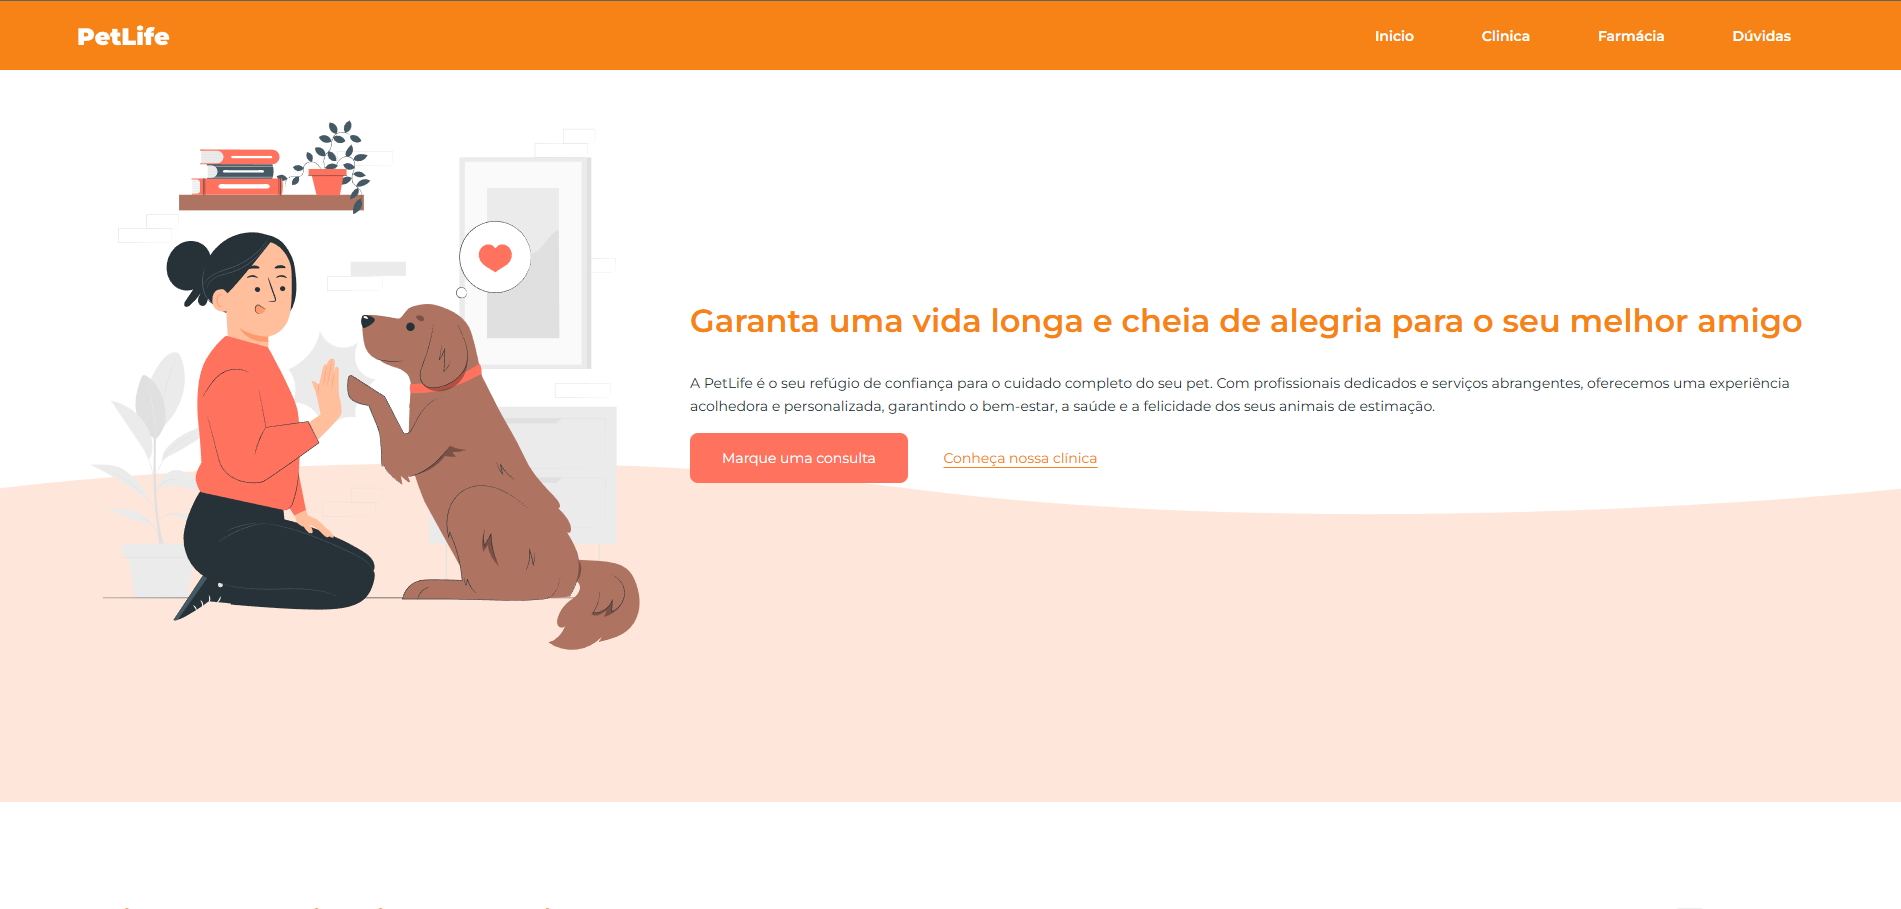 PetLife
Inicio
Clinica
Farmácia
Dúvidas
Garanta uma vida longa e cheia de alegria para o seu melhor amigo
A PetLife é o seu refúgio de confiança para o cuidado completo do seu pet. Com profissionais dedicados e serviços abrangentes, oferecemos uma experiência
acolhedora e personalizada, garantindo o bem-estar, a saúde e a felicidade dos seus animais de estimação.
Marque uma consulta
Conheça nossa clínica